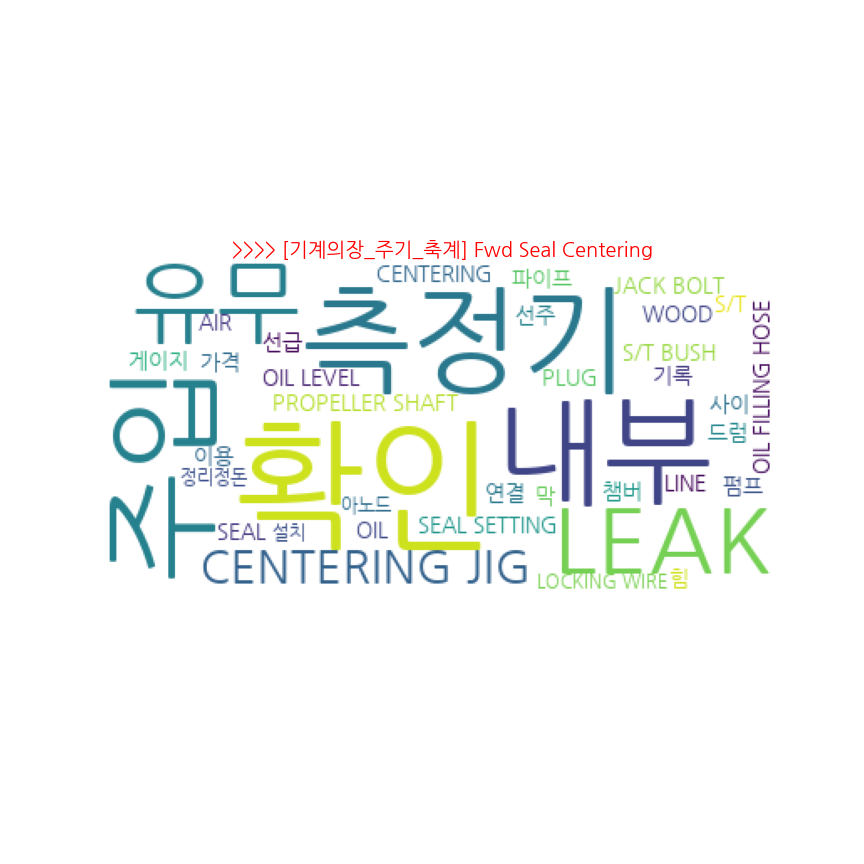 >>>> [기계의장_주기_축계] Fwd Seal Centering
유무
CENTERING
파이프
JACK BOLT
S/T
AIR
측정기
선주
WOOD
선급
게이지
가격
OIL LEVEL
PLUG
S/T BUSH
기록
OIL FILLING HOSE
PROPELLER SHAFT
주입
확인
내부
사이
드럼
이용
정리정돈
아노드
연결
막
챔버
LINE
펌프
SEAL 설치
OIL
SEAL SETTING
LEAK
CENTERING JIG
LOCKING WIRE
힘